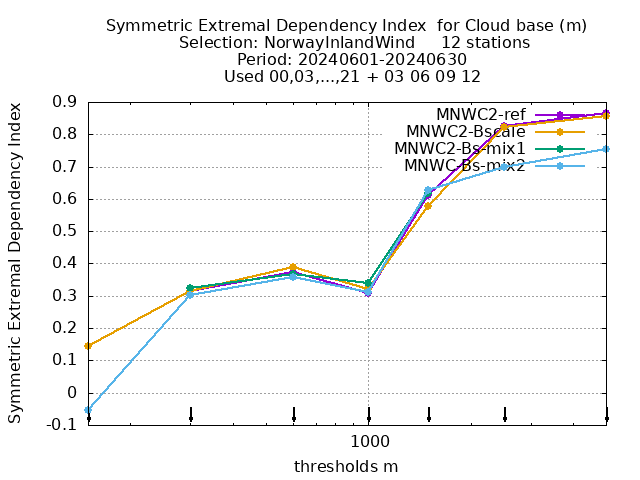 Symmetric Extremal Dependency Index  for Cloud base (m)
Selection: NorwayInlandWind     12 stations
Period: 20240601-20240630
Used 00,03,...,21 + 03 06 09 12
Symmetric Extremal Dependency Index
0.9
0.8
0.7
0.6
0.5
0.4
0.3
0.2
0.1
0
-0.1
MNWC2-ref
MNWC2-Bscale
MNWC2-Bs-mix1
MNWC-Bs-mix2
1000
thresholds m